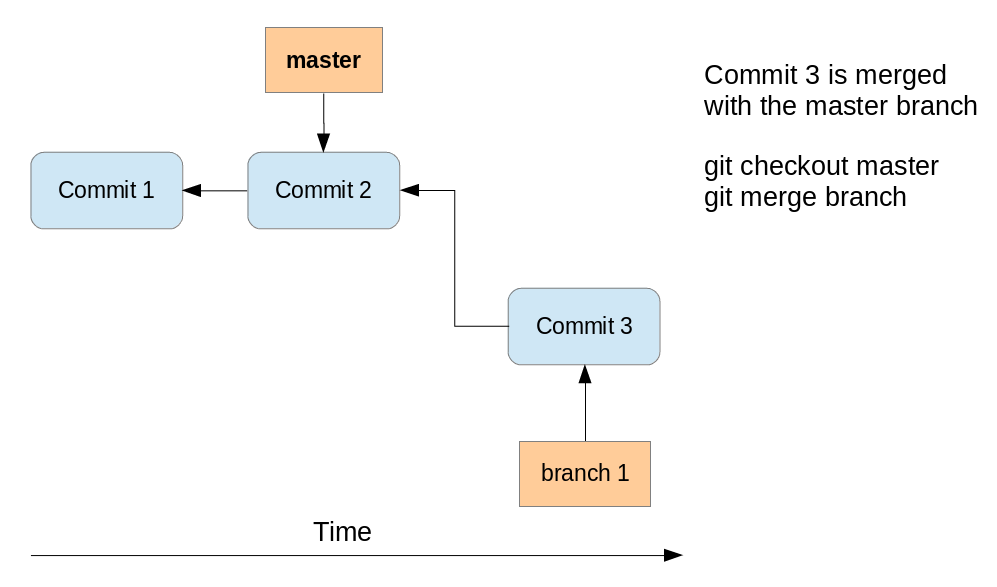 master
Commit 3 is merged
with the master branch
git checkout master
git merge branch
Commit 1
Commit 2
Commit 3
branch 1
Time